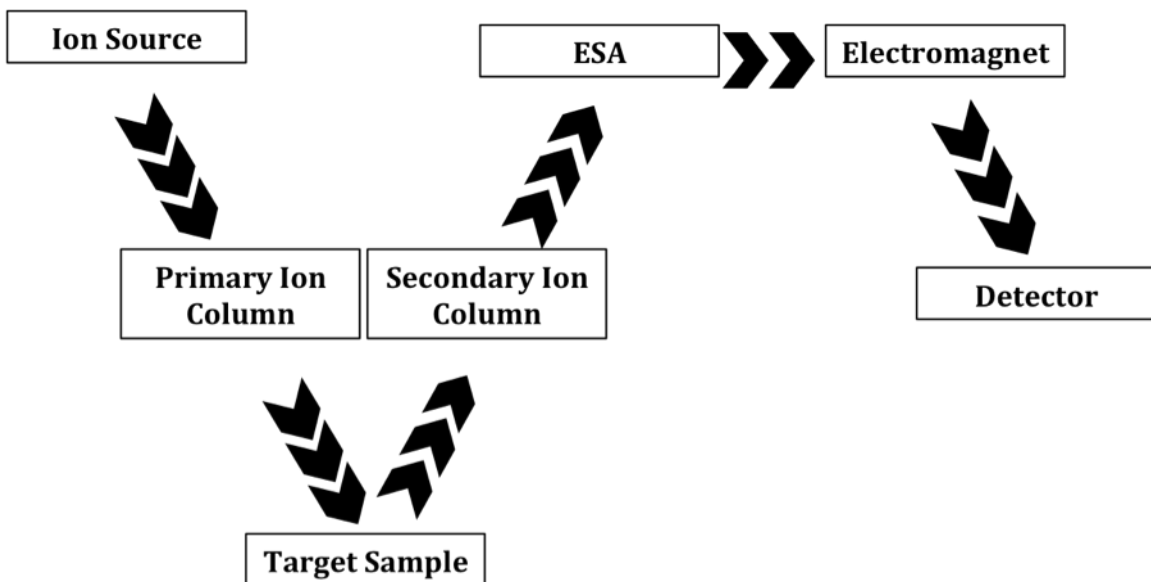 Ion Source
ESA
Electromagnet
Primary Ion
Column
Secondary Ion
Column
Detector
Target Sample